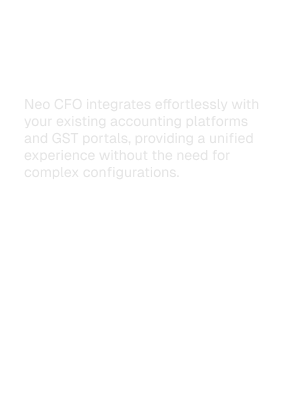 Neo CFO integrates effortlessly with
your existing accounting platforms
and GST portals, providing a unified
experience without the need for
complex configurations.